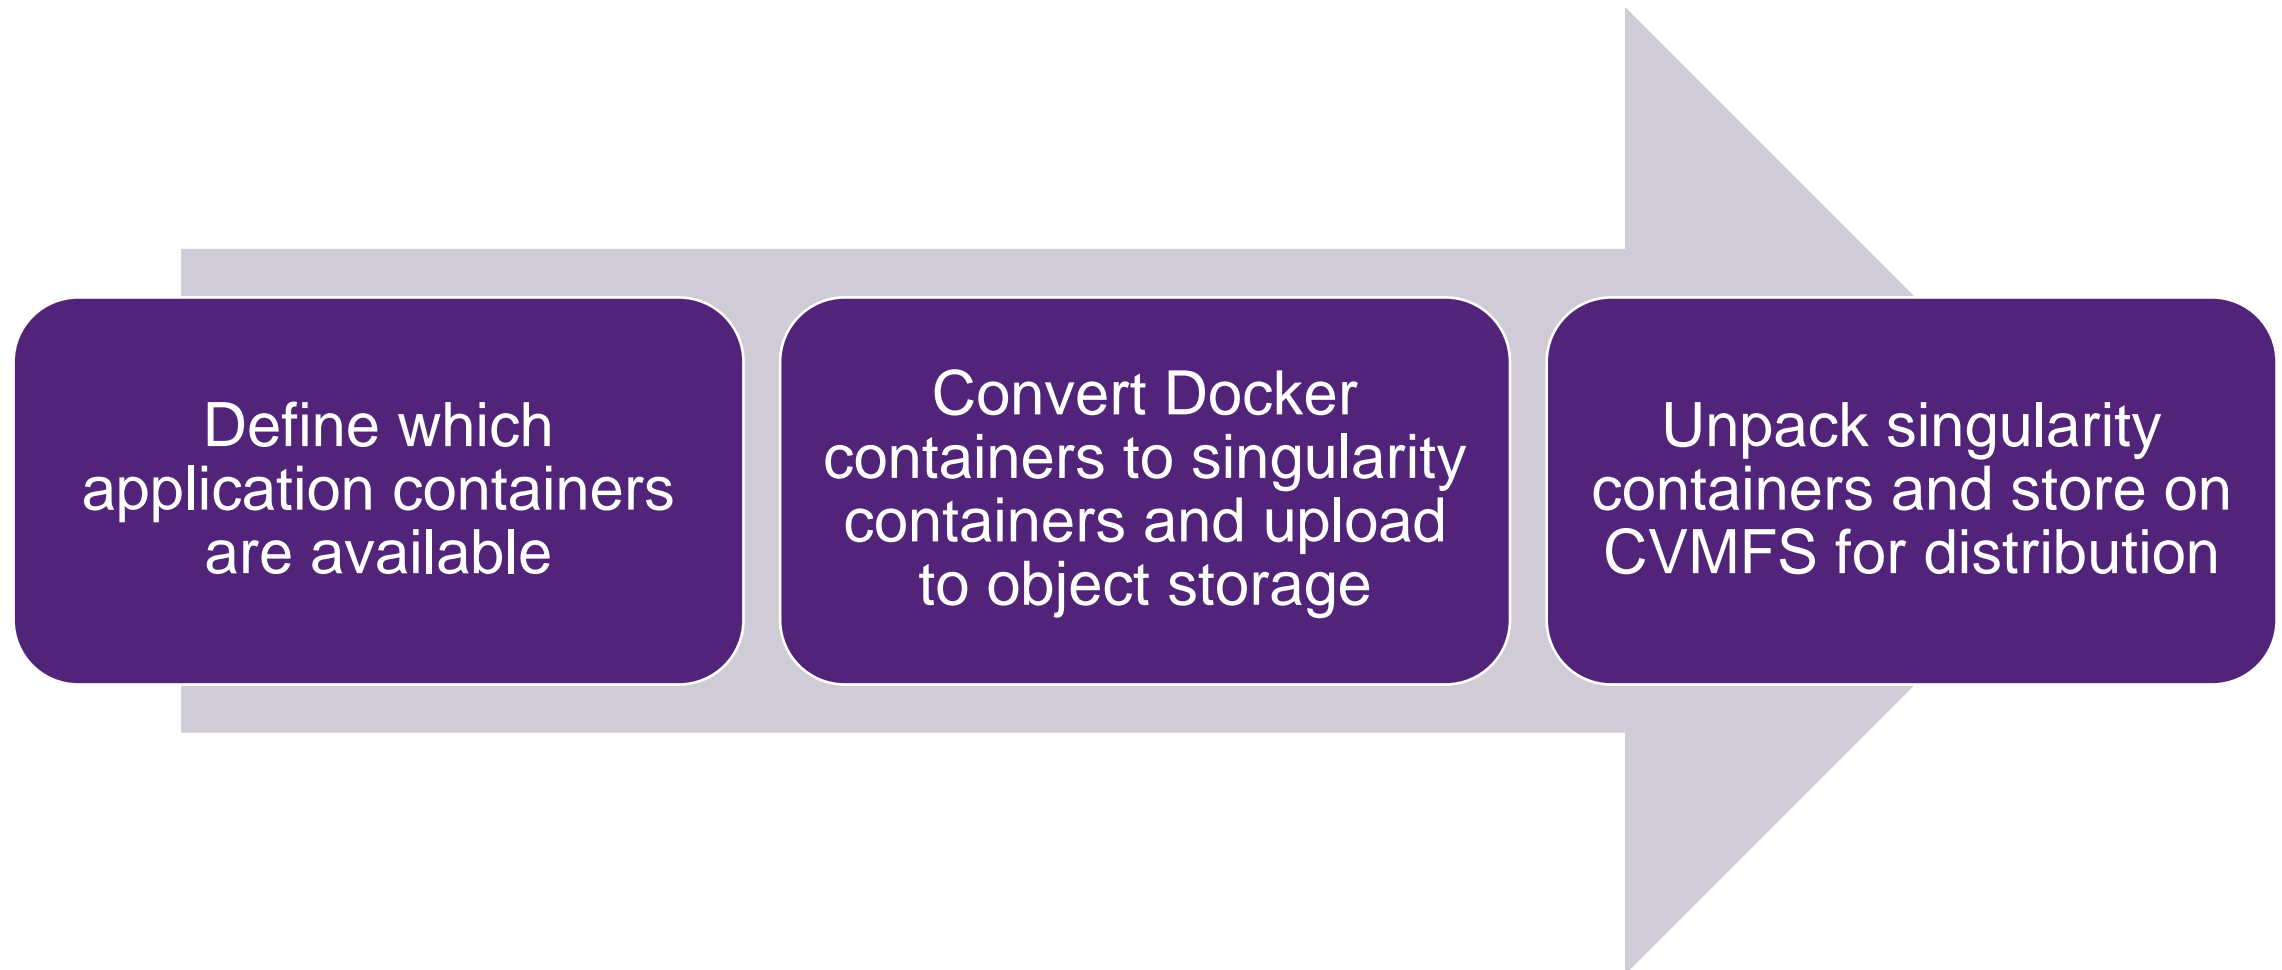 Define which
application containers
are available
Convert Docker
containers to singularity
containers and upload
to object storage
Unpack singularity
containers and store on
CVMFS for distribution